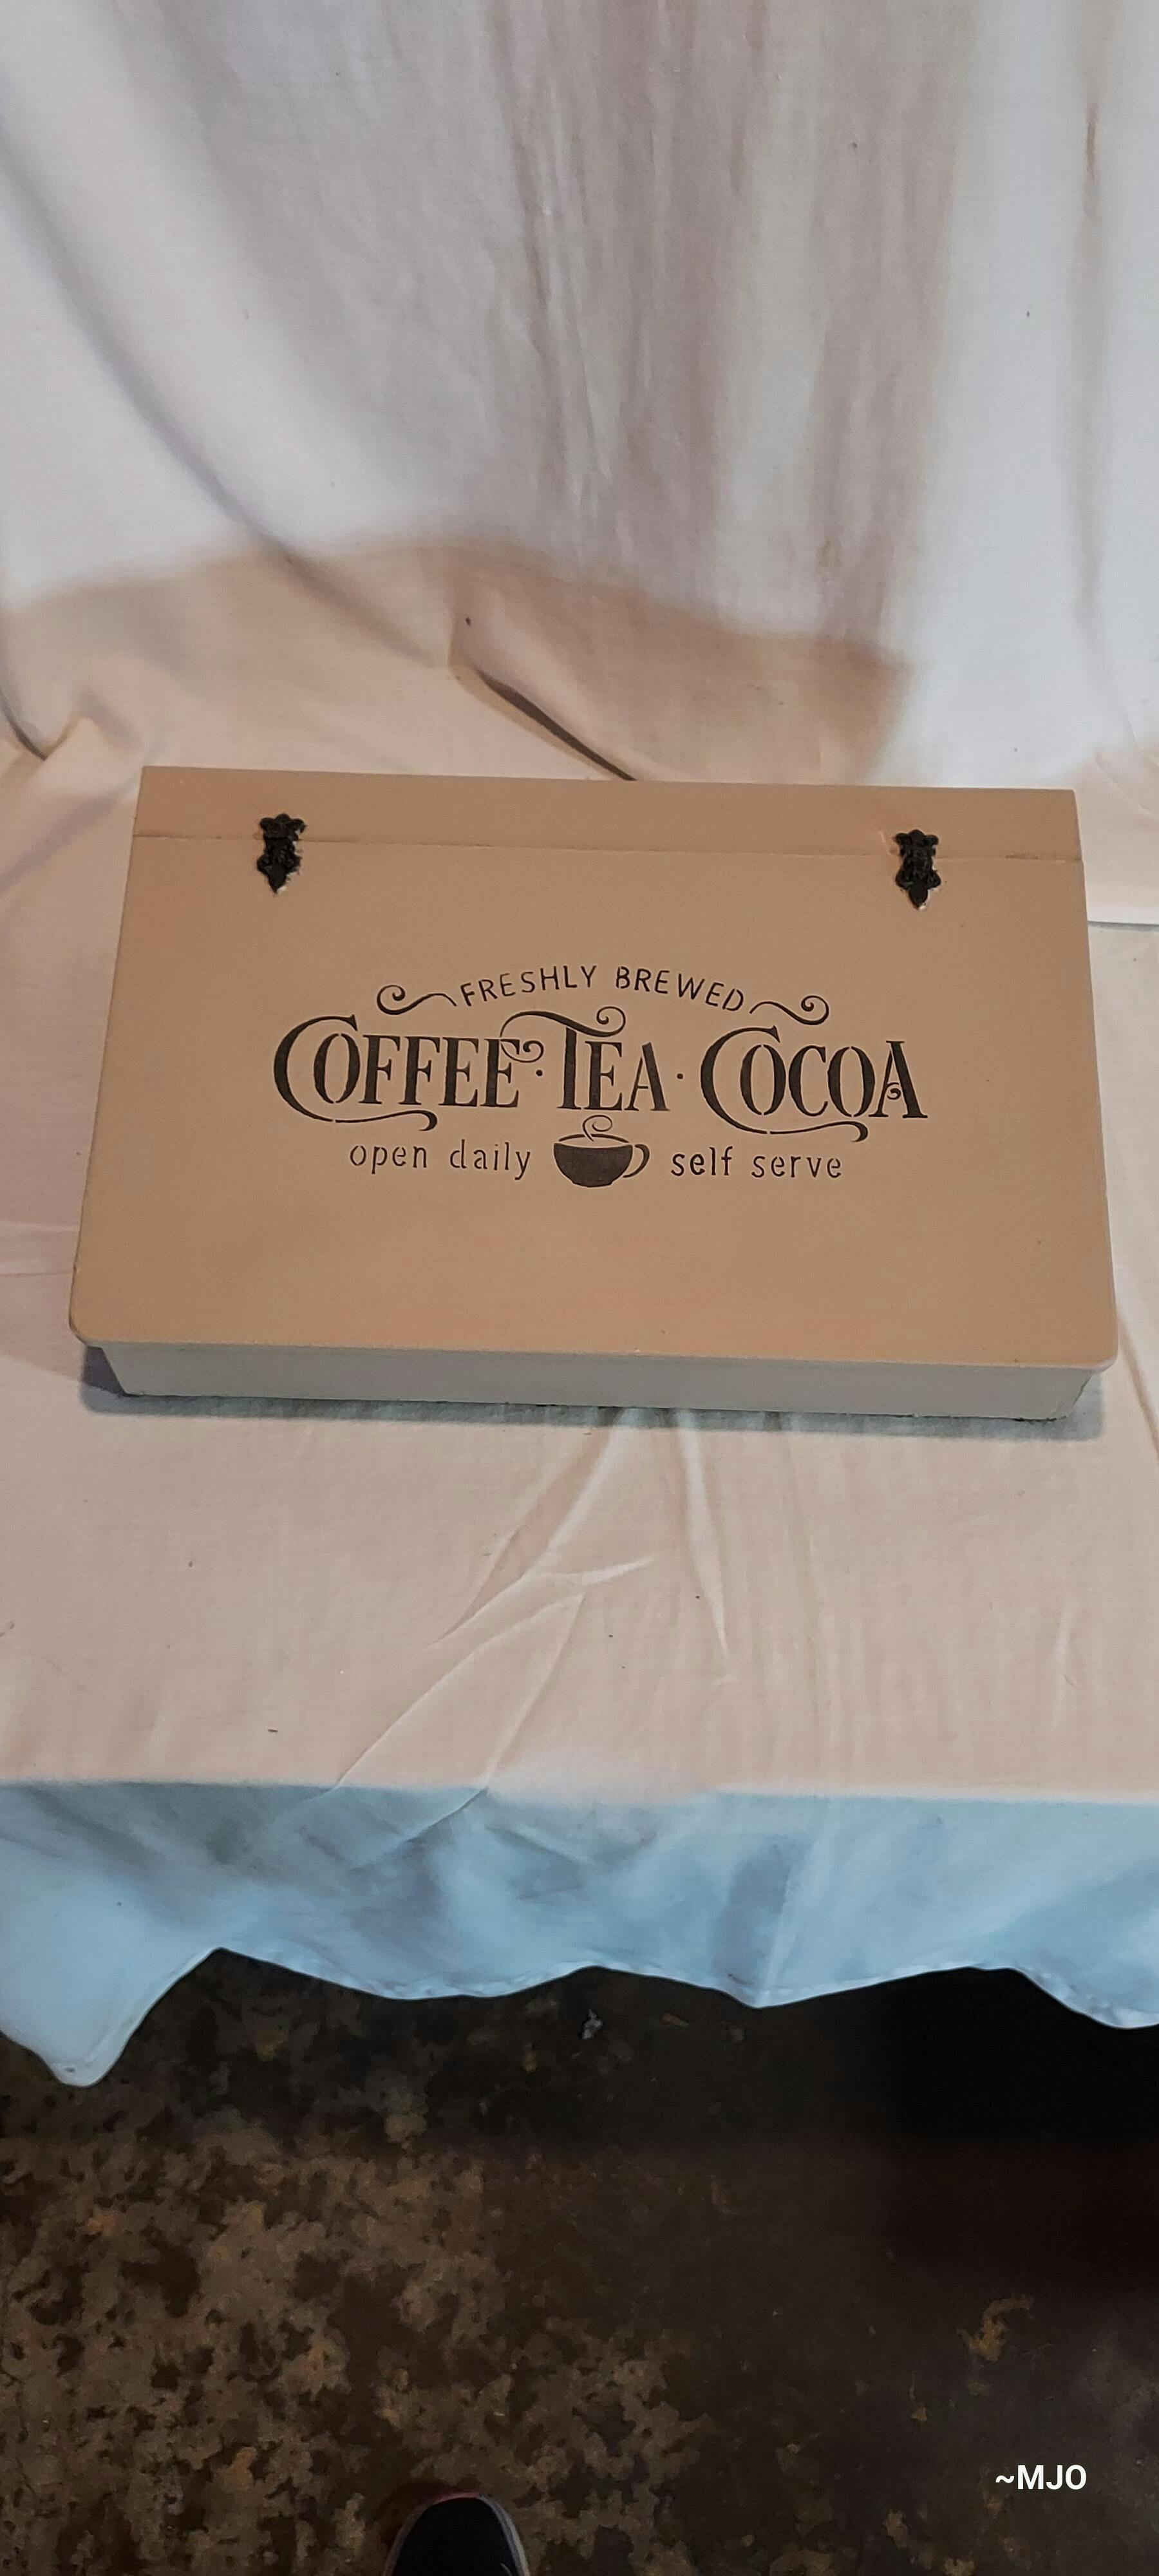 FRESHLY BREWED
COFFEE · TEA · COCOA
open daily self serve
~MJO